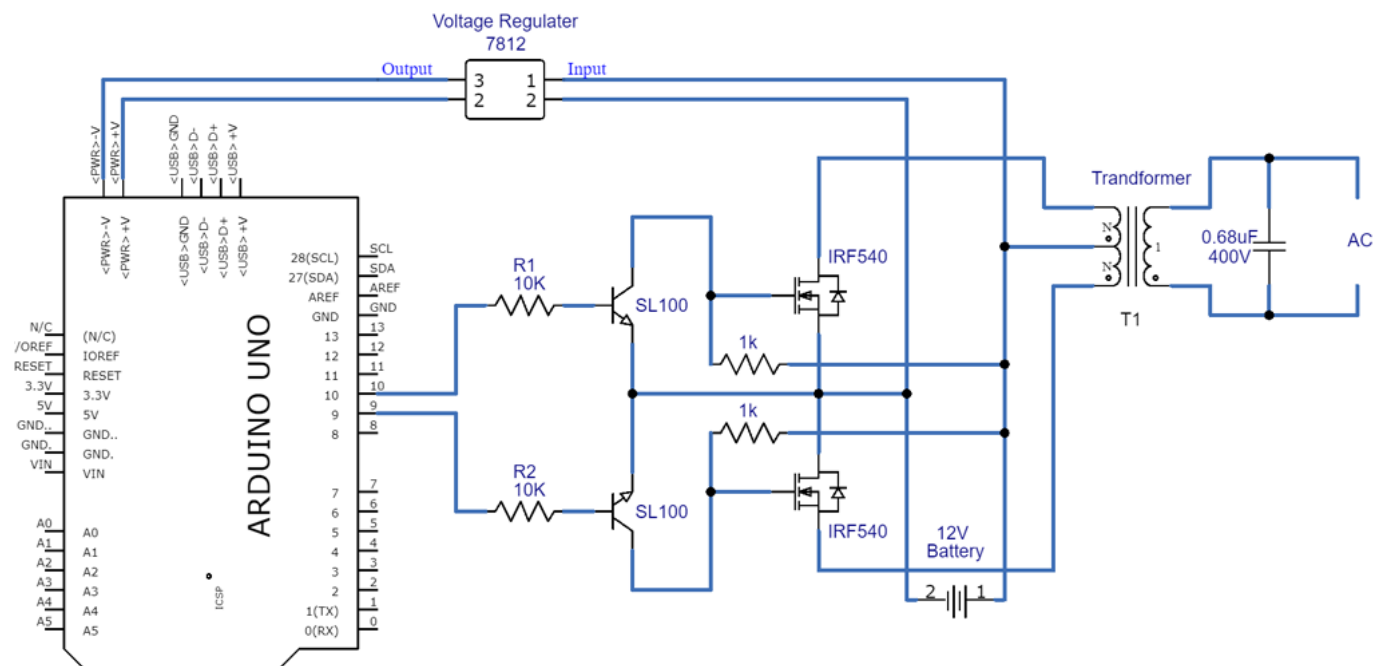 Voltage Regulater
7812
Output
Input
3
1
2
2
<PWR>-V
<PWR>+V
<USB>GND
<USB>D-
<USB>D+
<USB>+V
<PWR>-V
<PWR>+V
<USB>GND
<USB>D-
<USB>D+
<USB>+V
ARDUINO UNO
ICSP
N/C
(N/C)
/OREF
IOREF
RESET
RESET
3.3V
3.3V
5V
5V
GND..
GND..
GND.
GND.
VIN
VIN
A0
A0
A1
A1
A2
A2
A3
A3
A4
A4
A5
A5
28(SCL)
SCL
27(SDA)
SDA
AREF
AREF
GND
GND
13
13
12
12
11
11
10
10
9
9
8
8
7
7
6
6
5
5
4
4
3
3
2
2
1(TX)
1
0(RX)
0
R1
10K
SL100
R2
10K
SL100
IRF540
1k
1k
IRF540
12V
Battery
2
1
Trandformer
N
N
1
T1
0.68uF
400V
AC